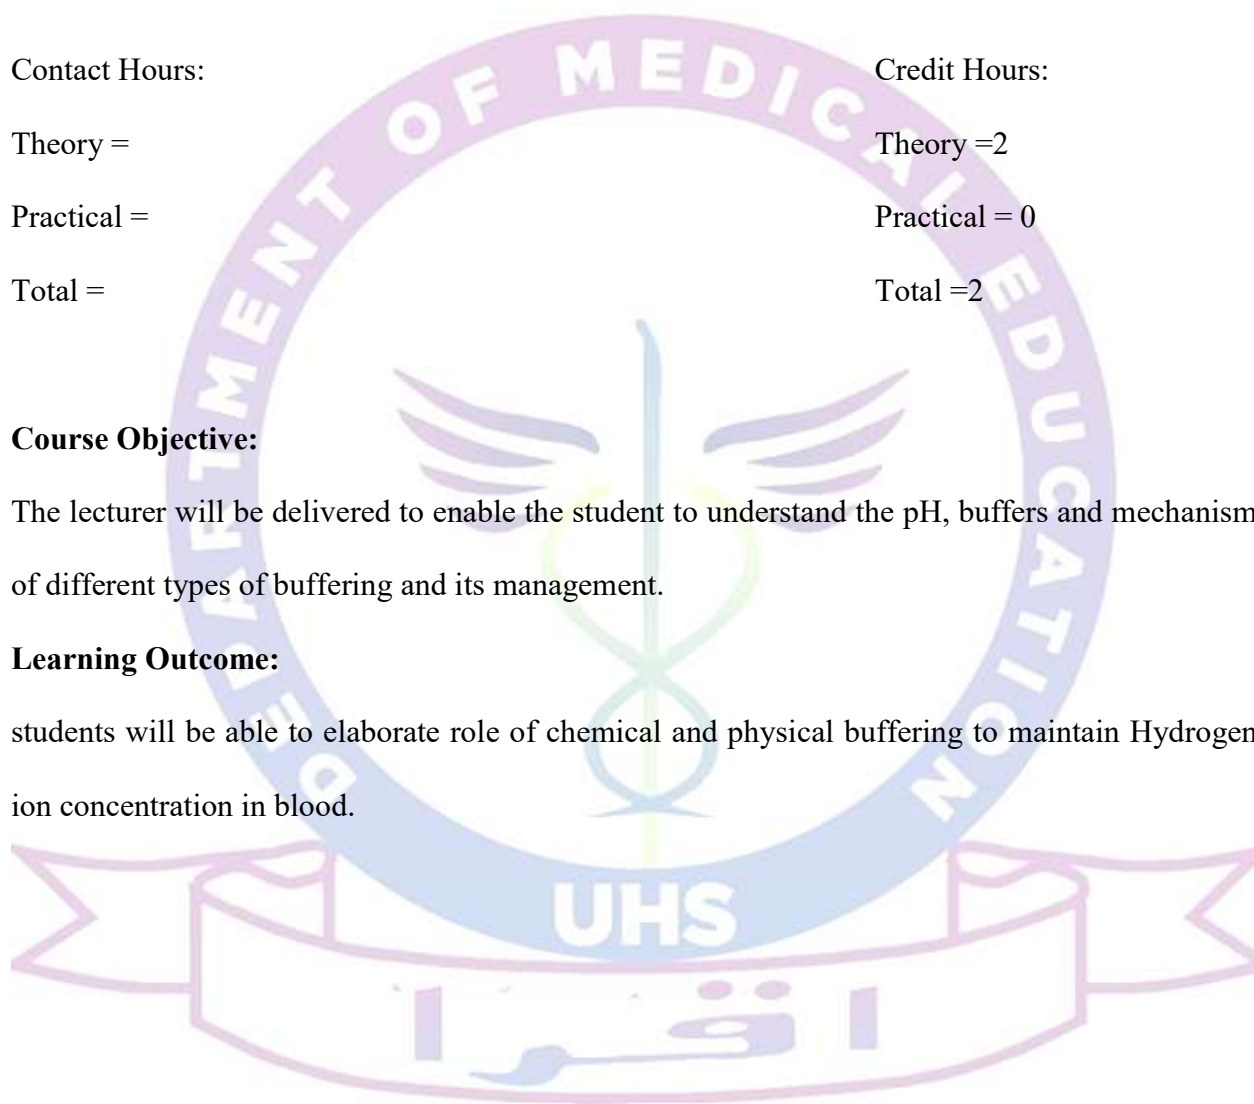 Contact Hours: Credit Hours:
Theory = Theory =2
Practical = Practical = 0
Total = Total =2
Course Objective:
The lecturer will be delivered to enable the student to understand the pH, buffers and mechanism
of different types of buffering and its management.
Learning Outcome:
students will be able to elaborate role of chemical and physical buffering to maintain Hydrogen
ion concentration in blood.
DEPARTMENT OF MEDICAL EDUCATION
UHS
اقرا